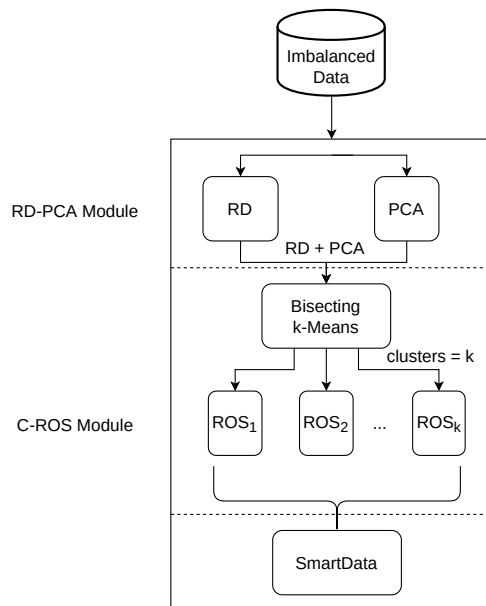 Imbalanced
Data
RD-PCA Module
RD
PCA
RD + PCA
Bisecting
k-Means
clusters = k
C-ROS Module
ROS1
ROS2
...
ROSk
SmartData